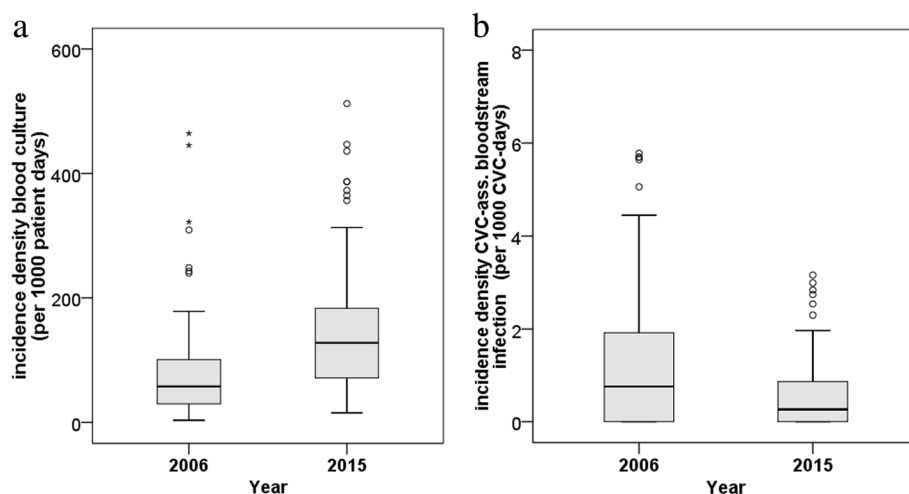 a
incidence density blood culture
(per 1000 patient days)
600
400
200
0
2006
2015
Year
b
incidence density CVC-ass. bloodstream
infection (per 1000 CVC-days)
8
6
4
2
0
2006
2015
Year